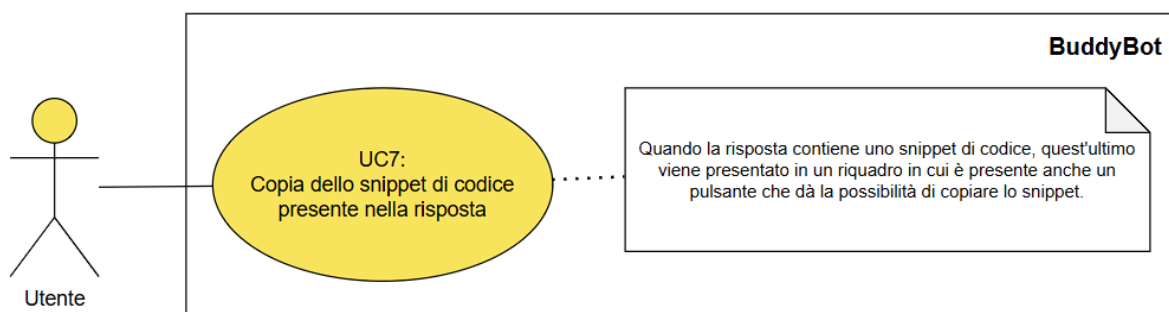 BuddyBot
UC7:
Copia dello snippet di codice
presente nella risposta
Quando la risposta contiene uno snippet di codice, quest'ultimo
viene presentato in un riquadro in cui è presente anche un
pulsante che dà la possibilità di copiare lo snippet.
Utente